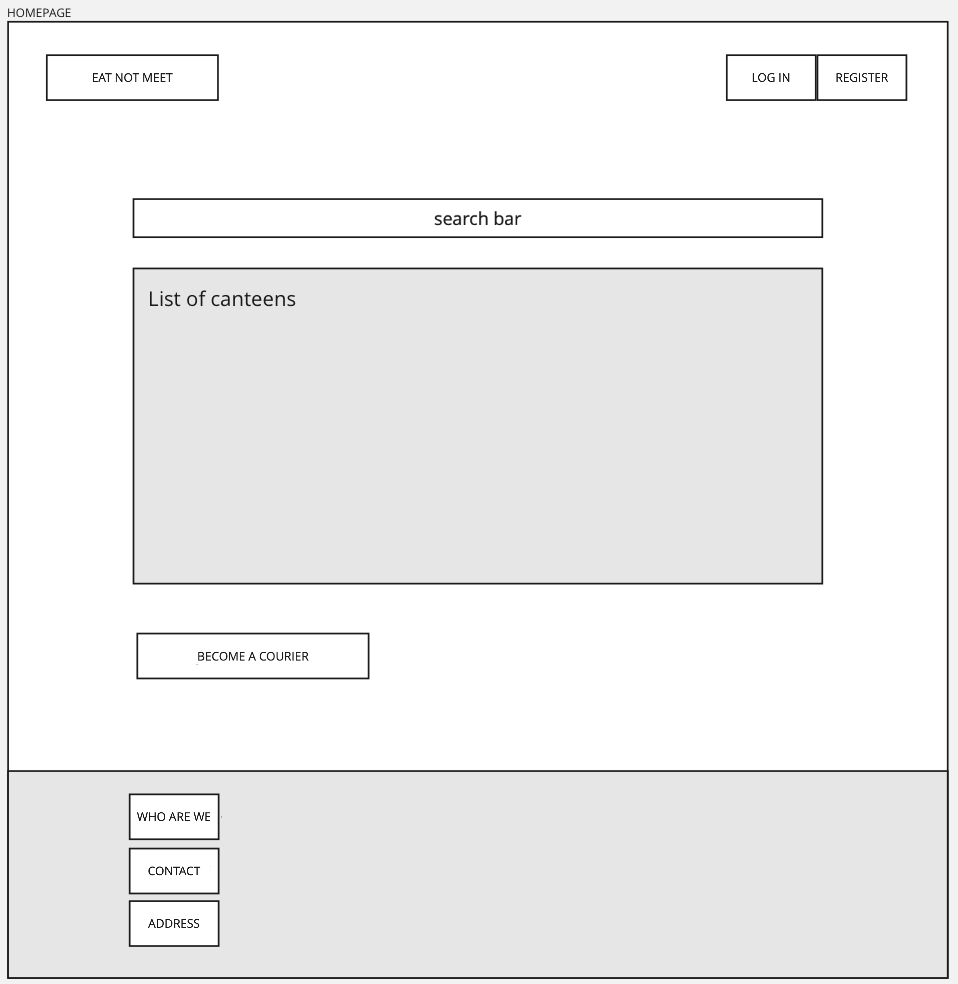 HOMEPAGE
EAT NOT MEET
LOG IN
REGISTER
search bar
List of canteens
BECOME A COURIER
WHO ARE WE
CONTACT
ADDRESS